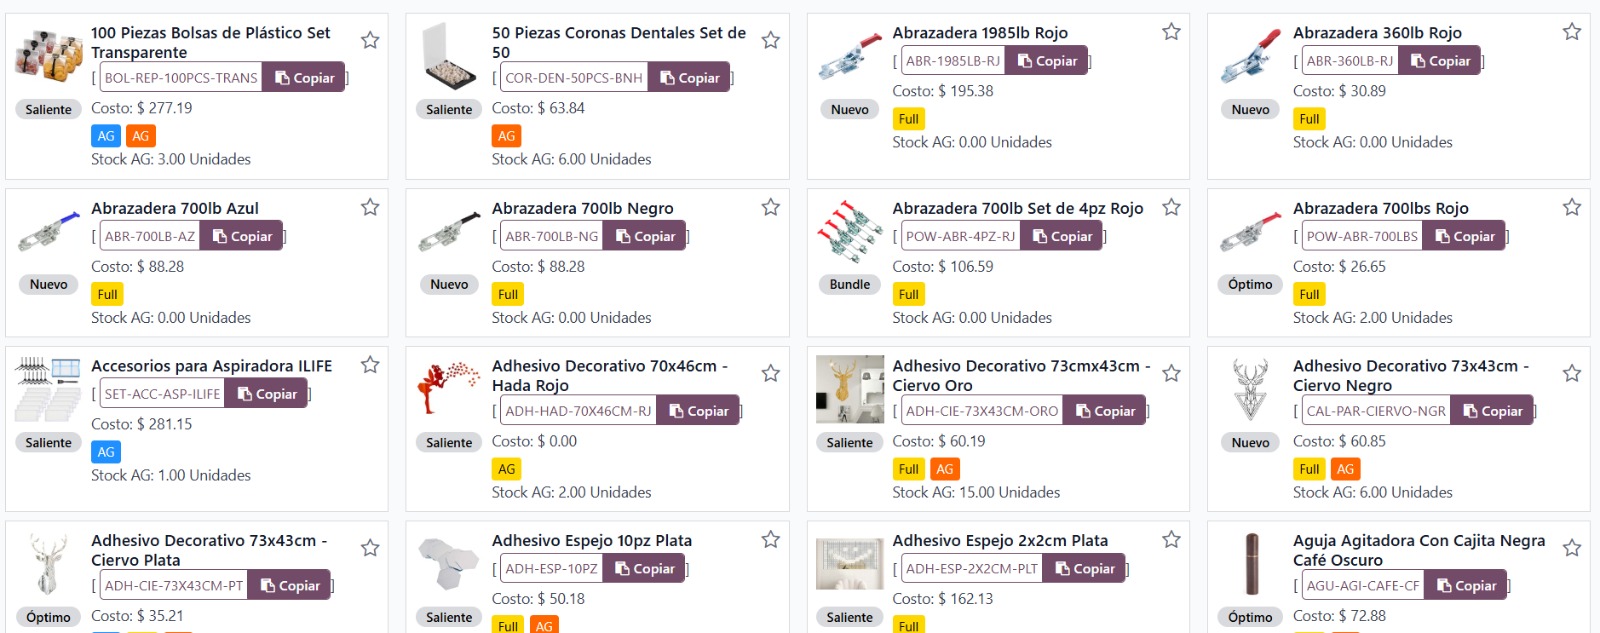 100 Piezas Bolsas de Plástico Set
Transparente
[ BOL-REP-100PCS-TRANS Copiar ]
Saliente
Costo: $ 277.19
AG AG
Stock AG: 3.00 Unidades
50 Piezas Coronas Dentales Set de
50
[ COR-DEN-50PCS-BNH Copiar ]
Saliente
Costo: $ 63.84
AG
Stock AG: 6.00 Unidades
Abrazadera 1985lb Rojo
[ ABR-1985LB-RJ Copiar ]
Costo: $ 195.38
Nuevo
Full
Stock AG: 0.00 Unidades
Abrazadera 360lb Rojo
[ ABR-360LB-RJ Copiar ]
Costo: $ 30.89
Nuevo
Full
Stock AG: 0.00 Unidades
Abrazadera 700lb Azul
[ ABR-700LB-AZ Copiar ]
Costo: $ 88.28
Nuevo
Full
Stock AG: 0.00 Unidades
Abrazadera 700lb Negro
[ ABR-700LB-NG Copiar ]
Costo: $ 88.28
Nuevo
Full
Stock AG: 0.00 Unidades
Abrazadera 700lb Set de 4pz Rojo
[ POW-ABR-4PZ-RJ Copiar ]
Costo: $ 106.59
Bundle
Full
Stock AG: 0.00 Unidades
Abrazadera 700lbs Rojo
[ POW-ABR-700LBS Copiar ]
Costo: $ 26.65
Óptimo
Full
Stock AG: 2.00 Unidades
Accesorios para Aspiradora ILIFE
[ SET-ACC-ASP-ILIFE Copiar ]
Costo: $ 281.15
Saliente
AG
Stock AG: 1.00 Unidades
Adhesivo Decorativo 70x46cm -
Hada Rojo
[ ADH-HAD-70X46CM-RJ Copiar ]
Saliente
Costo: $ 0.00
AG
Stock AG: 2.00 Unidades
Adhesivo Decorativo 73cmx43cm -
Ciervo Oro
[ ADH-CIE-73X43CM-ORO Copiar ]
Saliente
Costo: $ 60.19
Full AG
Stock AG: 15.00 Unidades
Adhesivo Decorativo 73x43cm -
Ciervo Negro
[ CAL-PAR-CIERVO-NGR Copiar ]
Nuevo
Costo: $ 60.85
Full AG
Stock AG: 6.00 Unidades
Adhesivo Decorativo 73x43cm -
Ciervo Plata
[ ADH-CIE-73X43CM-PT Copiar ]
Óptimo
Costo: $ 35.21
Adhesivo Espejo 10pz Plata
[ ADH-ESP-10PZ Copiar ]
Costo: $ 50.18
Saliente
Full AG
Adhesivo Espejo 2x2cm Plata
[ ADH-ESP-2X2CM-PLT Copiar ]
Costo: $ 162.13
Saliente
Full
Aguja Agitadora Con Cajita Negra
Café Oscuro
[ AGU-AGI-CAFE-CF Copiar ]
Óptimo
Costo: $ 72.88